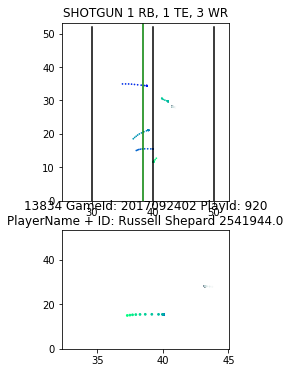 SHOTGUN 1 RB, 1 TE, 3 WR
50
40
30
20
10
0
30 40 50
13834 GameId: 2017092402 PlayId: 920
PlayerName + ID: Russell Shepard 2541944.0
40
20
0
35 40 45